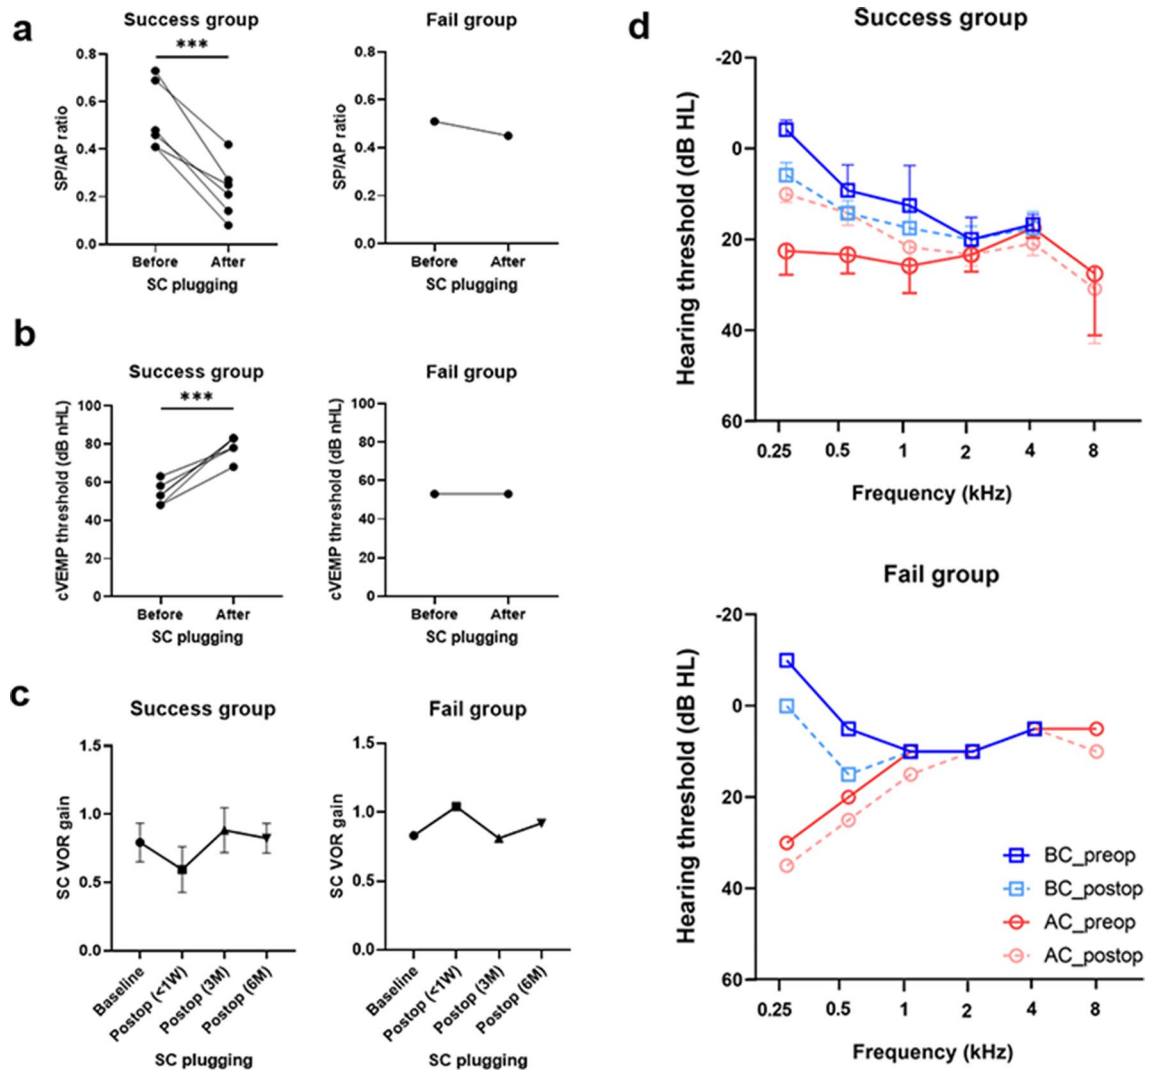 a
Success group
***
SP/AP ratio
0.8
0.6
0.4
0.2
0.0
Before After
SC plugging
Fail group
SP/AP ratio
0.8
0.6
0.4
0.2
0.0
Before After
SC plugging
b
Success group
***
cVEMP threshold (dB nHL)
100
80
60
40
20
0
Before After
SC plugging
Fail group
cVEMP threshold (dB nHL)
100
80
60
40
20
0
Before After
SC plugging
c
Success group
SC VOR gain
1.5
1.0
0.5
0.0
Baseline
Postop (<1W)
Postop (3M)
Postop (6M)
SC plugging
Fail group
SC VOR gain
1.5
1.0
0.5
0.0
Baseline
Postop (<1W)
Postop (3M)
Postop (6M)
SC plugging
d
Success group
Hearing threshold (dB HL)
-20
0
20
40
60
0.25 0.5 1 2 4 8
Frequency (kHz)
Fail group
Hearing threshold (dB HL)
-20
0
20
40
60
BC_preop
BC_postop
AC_preop
AC_postop
0.25 0.5 1 2 4 8
Frequency (kHz)